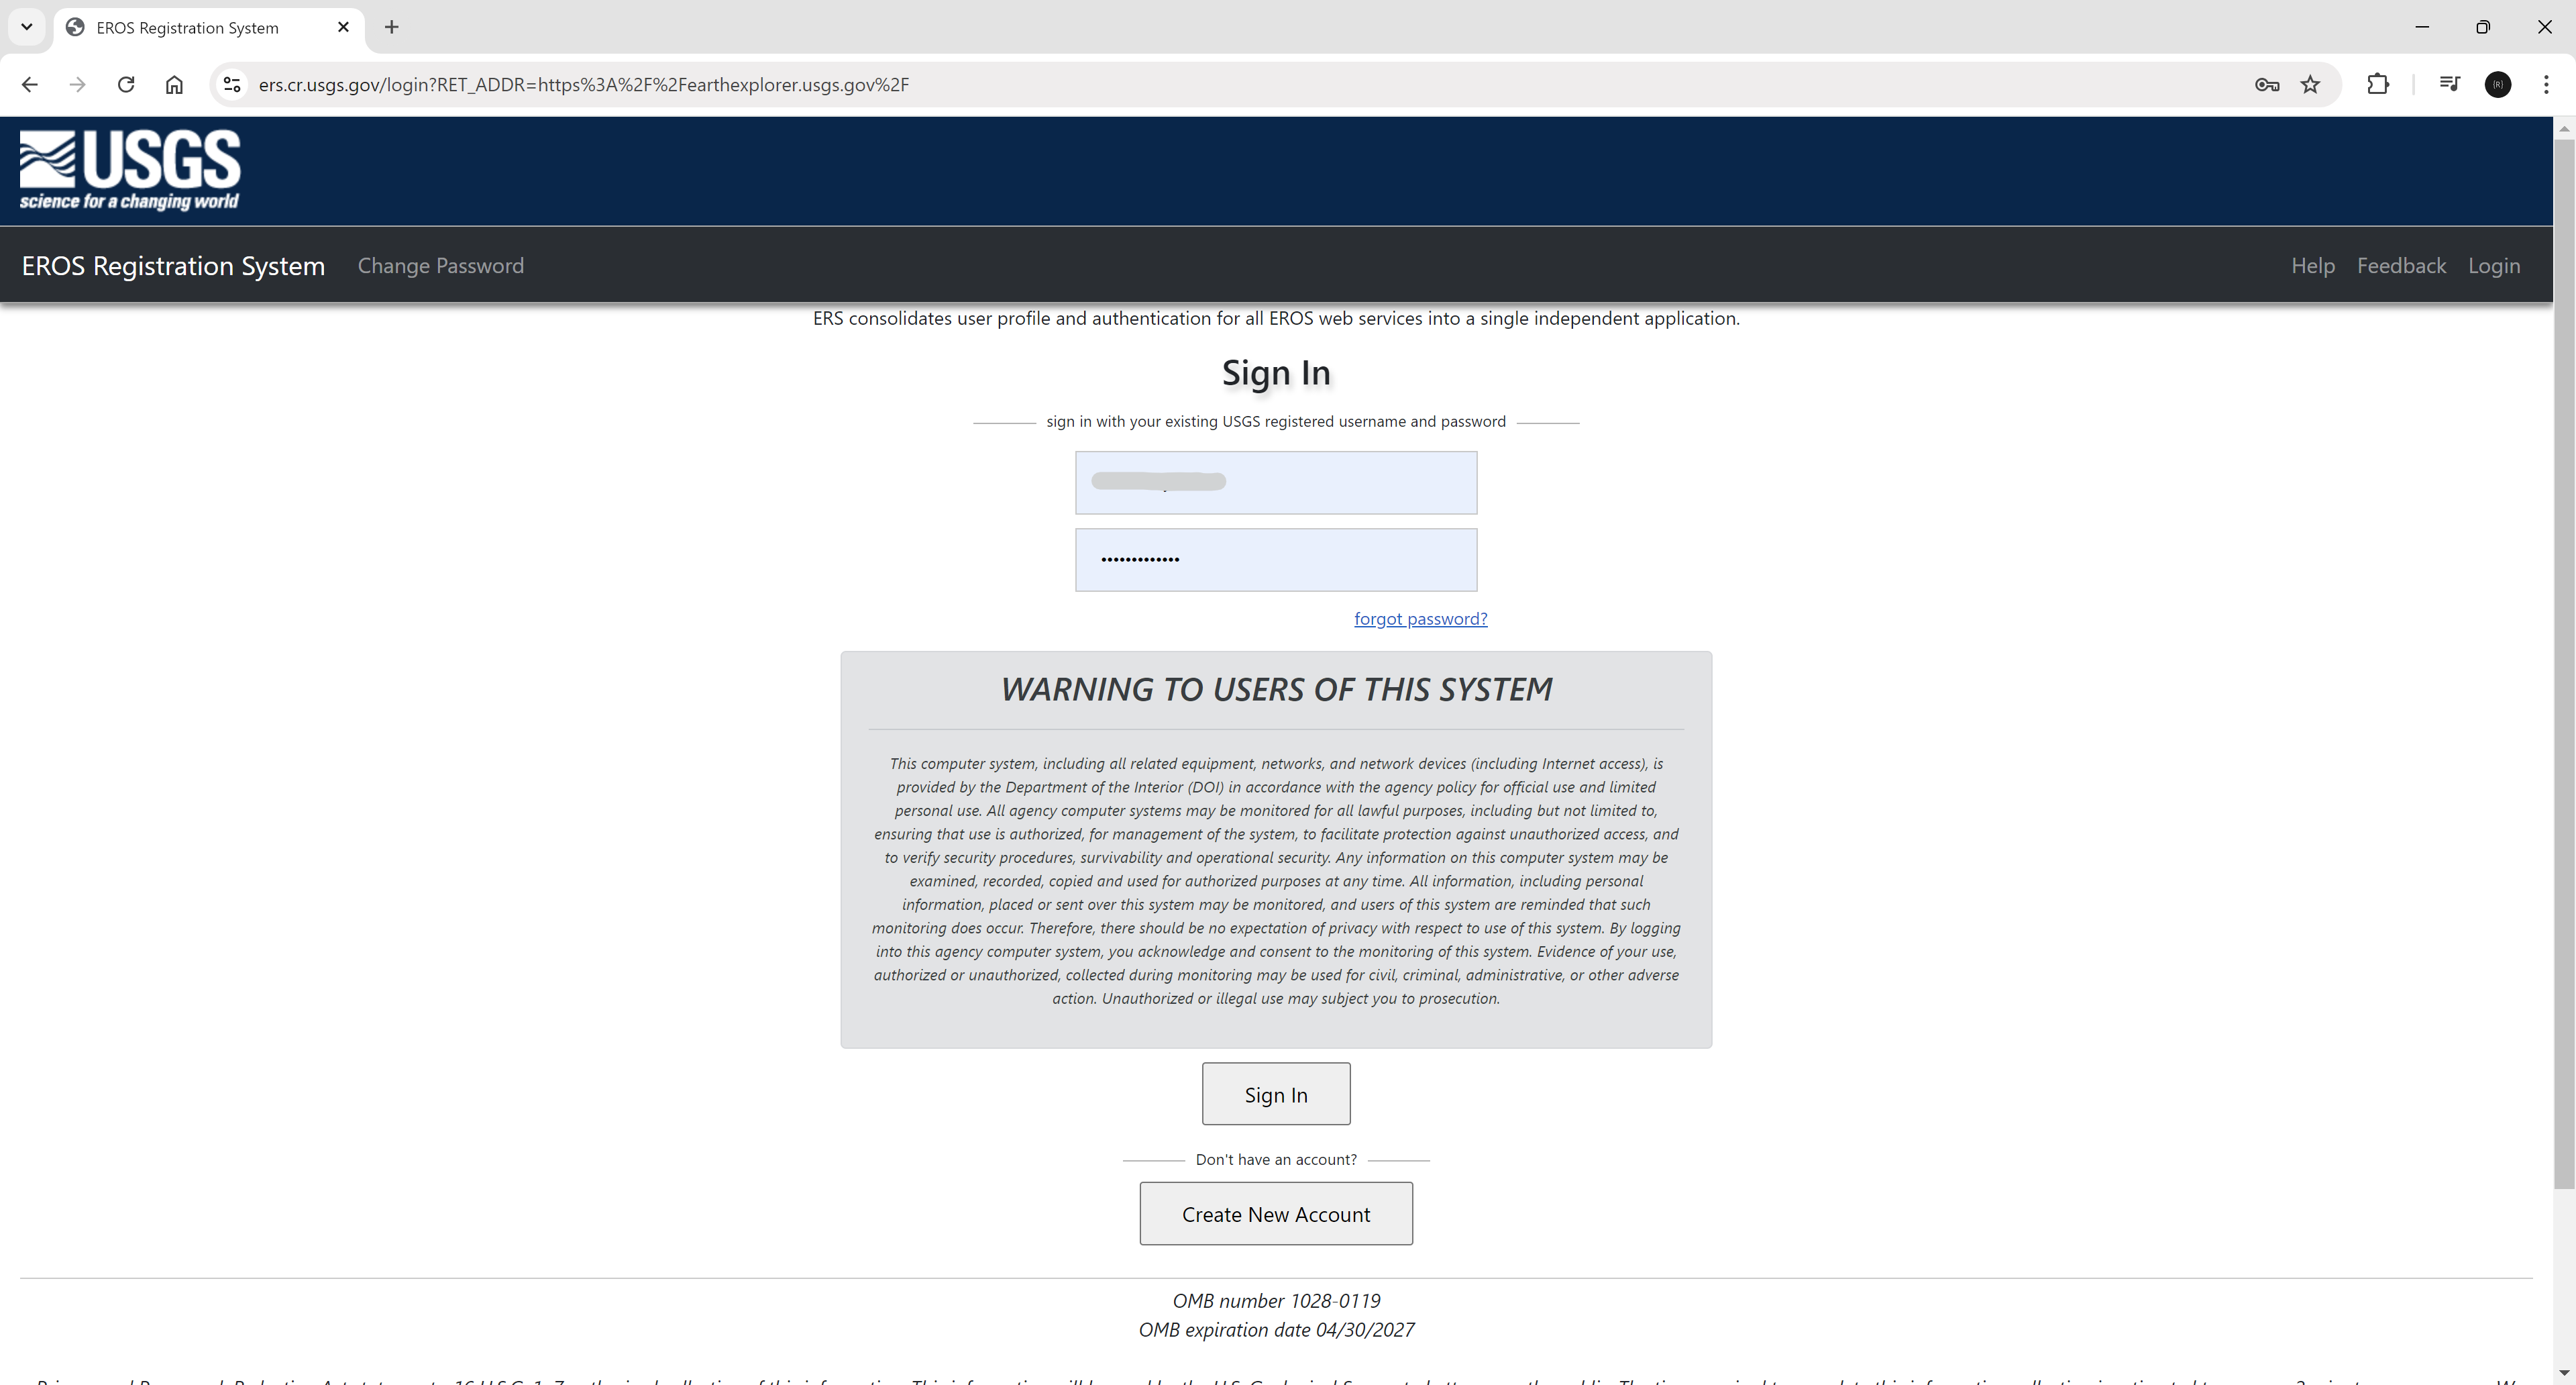 EROS Registration System
ers.cr.usgs.gov/login?RET_ADDR=https%3A%2F%2Fearthexplorer.usgs.gov%2F
USGS
science for a changing world
EROS Registration System Change Password Help Feedback Login
ERS consolidates user profile and authentication for all EROS web services into a single independent application.
Sign In
sign in with your existing USGS registered username and password
•••••••••••••
forgot password?
WARNING TO USERS OF THIS SYSTEM
This computer system, including all related equipment, networks, and network devices (including Internet access), is
provided by the Department of the Interior (DOI) in accordance with the agency policy for official use and limited
personal use. All agency computer systems may be monitored for all lawful purposes, including but not limited to,
ensuring that use is authorized, for management of the system, to facilitate protection against unauthorized access, and
to verify security procedures, survivability and operational security. Any information on this computer system may be
examined, recorded, copied and used for authorized purposes at any time. All information, including personal
information, placed or sent over this system may be monitored, and users of this system are reminded that such
monitoring does occur. Therefore, there should be no expectation of privacy with respect to use of this system. By logging
into this agency computer system, you acknowledge and consent to the monitoring of this system. Evidence of your use,
authorized or unauthorized, collected during monitoring may be used for civil, criminal, administrative, or other adverse
action. Unauthorized or illegal use may subject you to prosecution.
Sign In
Don't have an account?
Create New Account
OMB number 1028-0119
OMB expiration date 04/30/2027